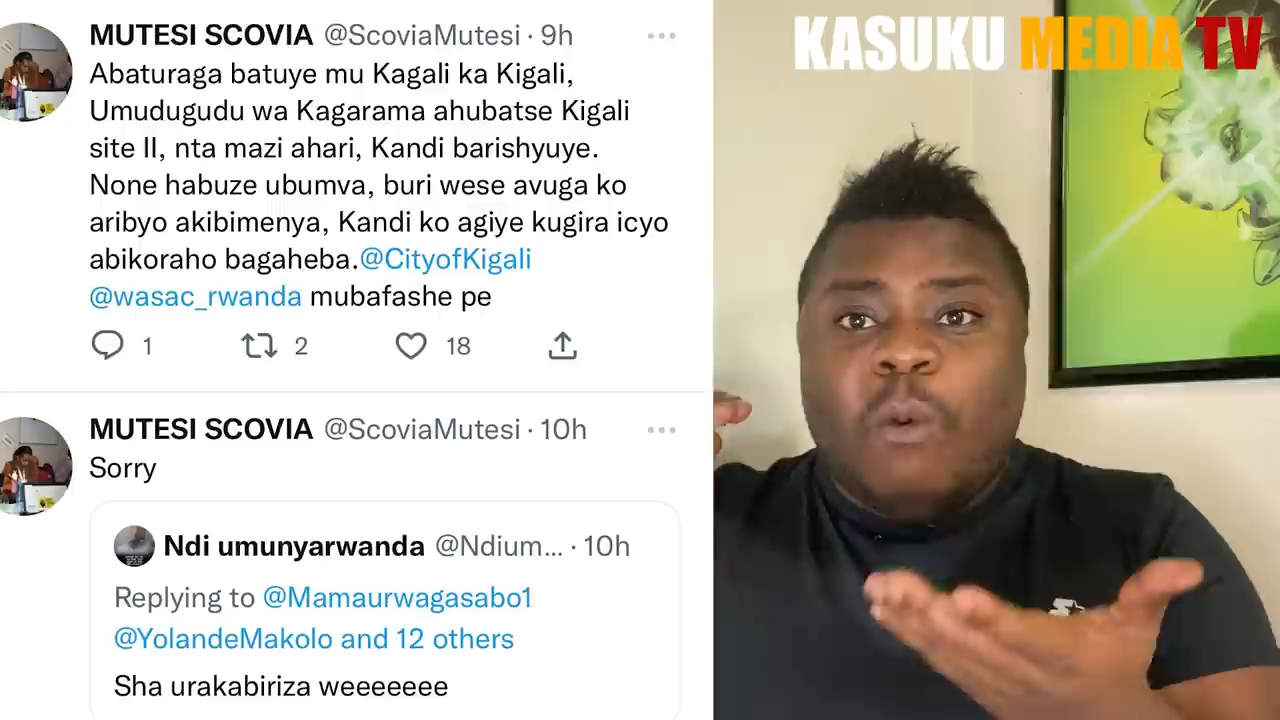 KASUKU MEDIA TV
MUTESI SCOVIA @ScoviaMutesi · 9h
Abaturaga batuye mu Kagali ka Kigali,
Umudugudu wa Kagarama ahubatse Kigali
site II, nta mazi ahari, Kandi barishyuye.
None habuze ubumva, buri wese avuga ko
aribyo akibimenya, Kandi ko agiye kugira icyo
abikoraho bagaheba.@CityofKigali
@wasac_rwanda mubafashe pe
1 2 18
MUTESI SCOVIA @ScoviaMutesi · 10h
Sorry
Ndi umunyarwanda @Ndium... · 10h
Replying to @Mamaurwagasabo1
@YolandeMakolo and 12 others
Sha urakabiriza weeeeeee